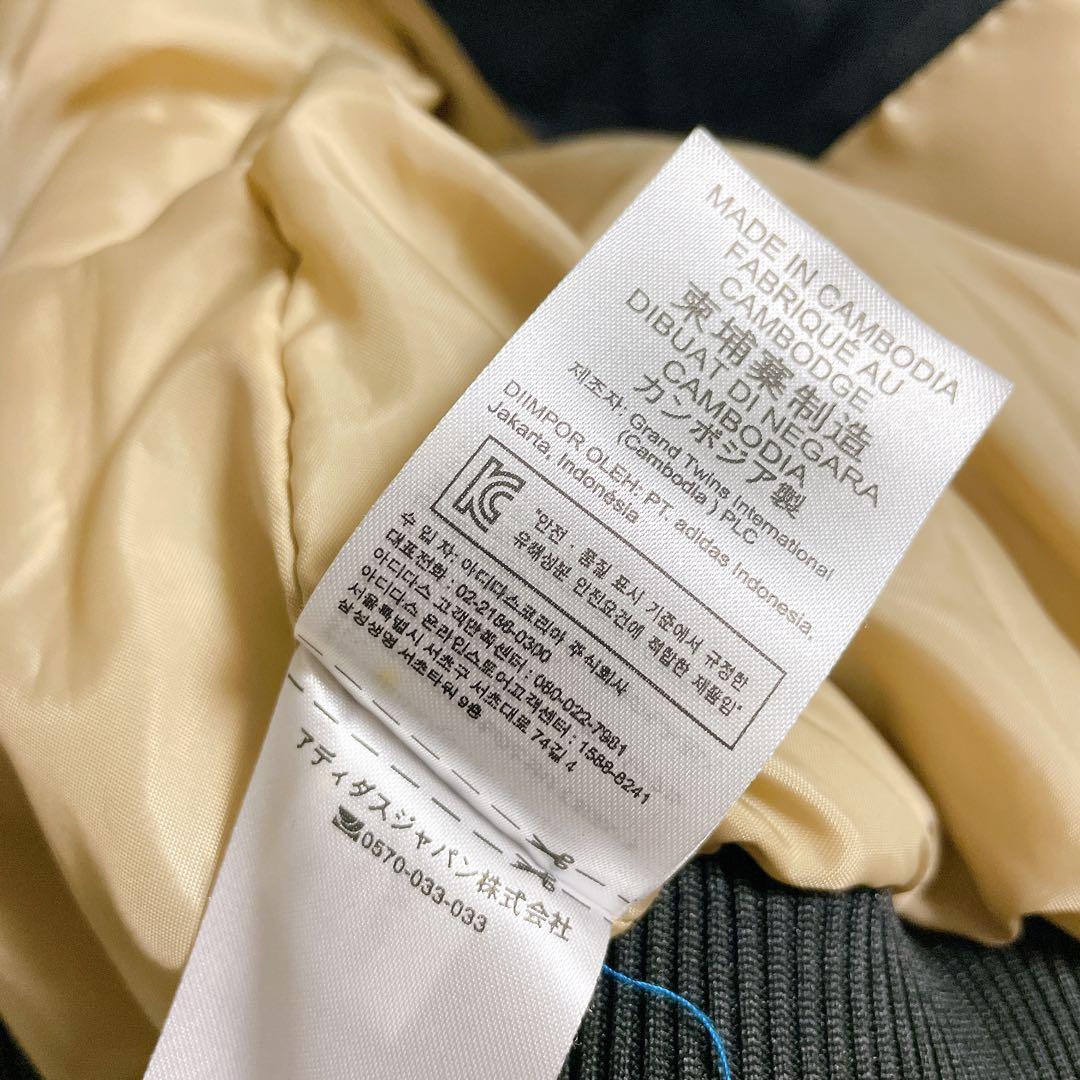 MADE IN CAMBODIA
FABRIQUÉ AU
CAMBODGE
柬埔寨制造
DIBUAT DI NEGARA
CAMBODIA
カンボジア製
제조자: Grand Twins International
(Cambodia ) PLC
DIIMPOR OLEH: PT. adidas Indonesia,
Jakarta, Indonésia
"안전 · 품질 표시 기준에서 규정한
유해성분 안전요건에 적합한 제품임"
수 입 자: 아디다스코리아 주식회사
대표전화 : 02-2186-0300
아디다스 고객만족센터 : 080-022-7981
아디다스 온라인스토어고객센터 : 1588-8241
서울특별시 서초구 서초대로 74길 4
삼성생명 서초타워 9층
アディダスジャパン株式会社
0570-033-033